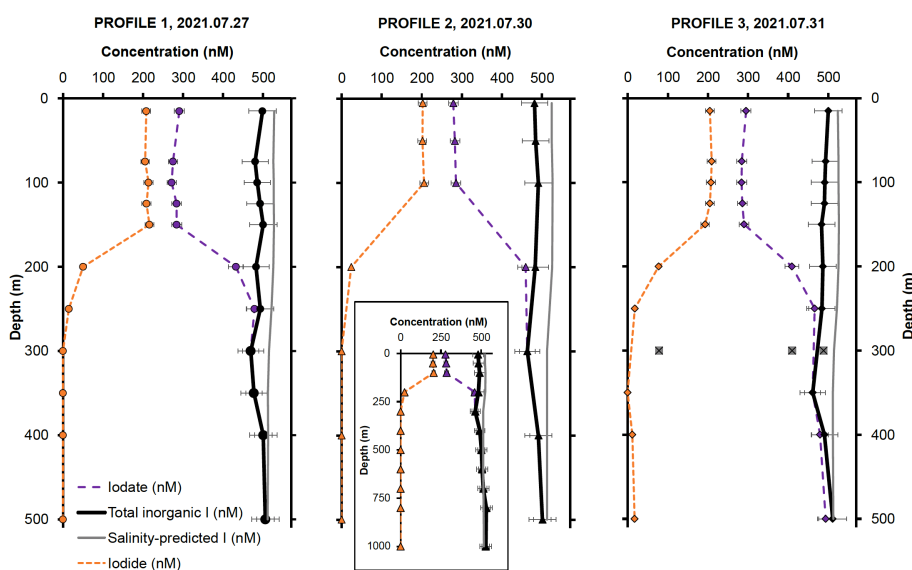 PROFILE 1, 2021.07.27
PROFILE 2, 2021.07.30
PROFILE 3, 2021.07.31
Concentration (nM)
Concentration (nM)
Concentration (nM)
0 100 200 300 400 500
0 100 200 300 400 500
0 100 200 300 400 500
0
100
200
300
400
500
Depth (m)
Iodate (nM)
Total inorganic I (nM)
Salinity-predicted I (nM)
Iodide (nM)
Concentration (nM)
0 500
0
250
500
750
1000
Depth (m)
0
100
200
300
400
500
Depth (m)